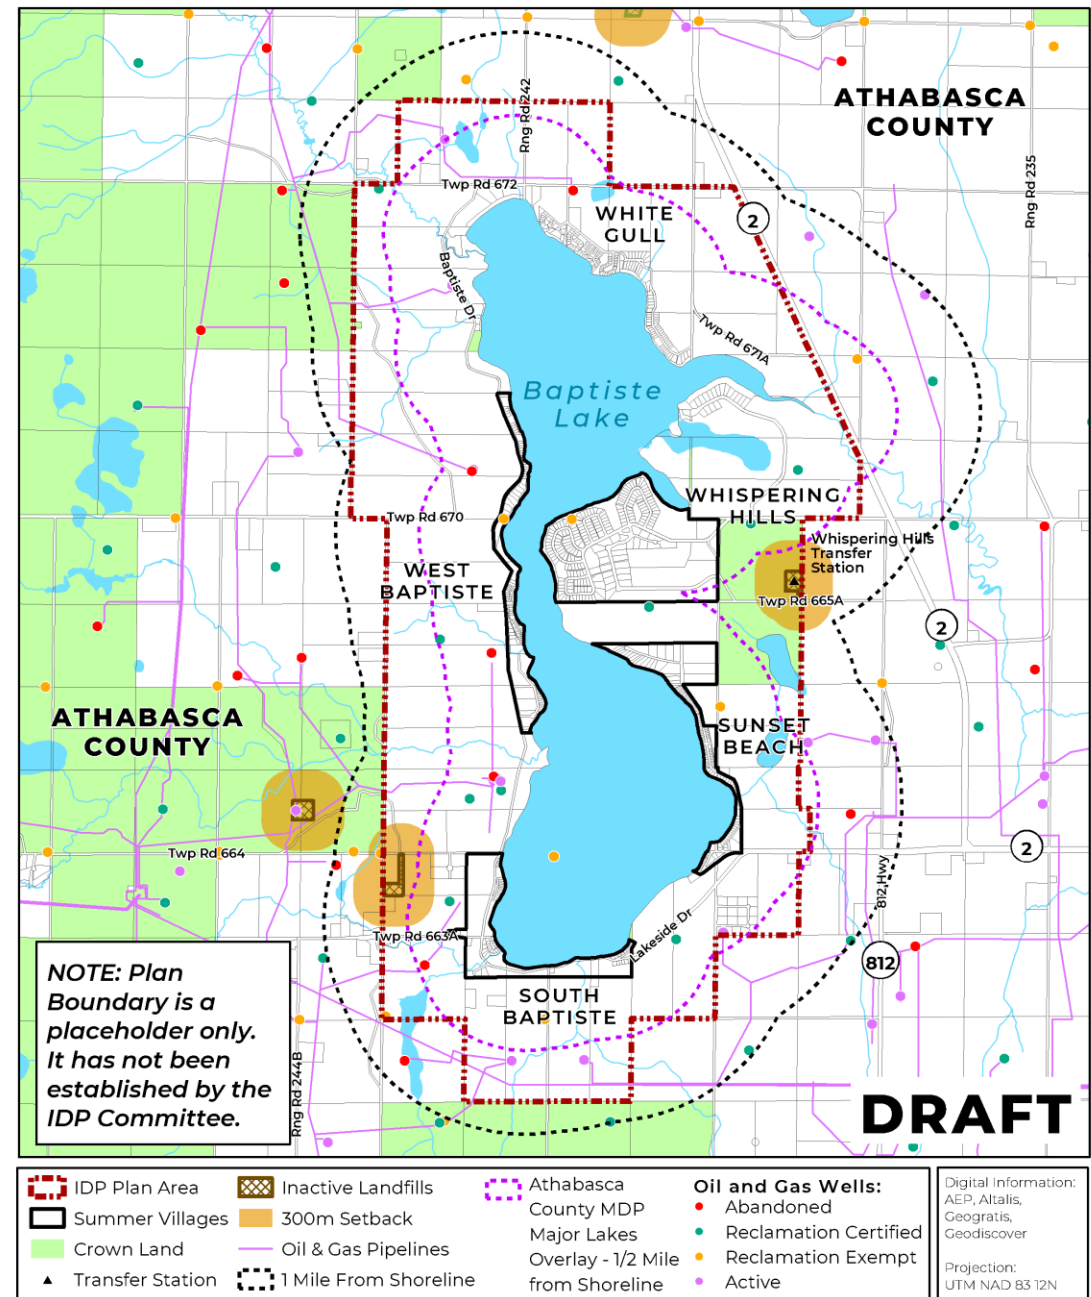 Rng Rd 242
ATHABASCA
COUNTY
Rng Rd 235
Twp Rd 672
WHITE
GULL
2
Baptiste Dr
Twp Rd 671A
Baptiste
Lake
WHISPERING
HILLS
Twp Rd 670
Whispering Hills
Transfer
Station
WEST
BAPTISTE
Twp Rd 665A
2
ATHABASCA
COUNTY
SUNSET
BEACH
Twp Rd 664
2
812 Hwy
Twp Rd 663A
Lakeside Dr
812
SOUTH
BAPTISTE
Rng Rd 244B
NOTE: Plan
Boundary is a
placeholder only.
It has not been
established by the
IDP Committee.
DRAFT
IDP Plan Area
Summer Villages
Crown Land
Transfer Station
Inactive Landfills
300m Setback
Oil & Gas Pipelines
1 Mile From Shoreline
Athabasca
County MDP
Major Lakes
Overlay - 1/2 Mile
from Shoreline
Oil and Gas Wells:
Abandoned
Reclamation Certified
Reclamation Exempt
Active
Digital Information:
AEP, Altalis,
Geogratis,
Geodiscover
Projection:
UTM NAD 83 12N